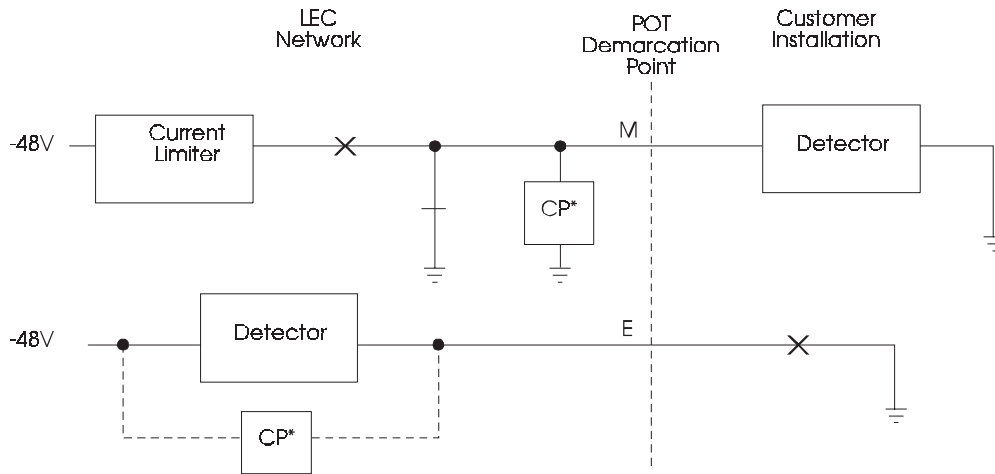 LEC
Network
POT
Demarcation
Point
Customer
Installation
-48V
Current
Limiter
M
Detector
CP*
-48V
Detector
E
CP*